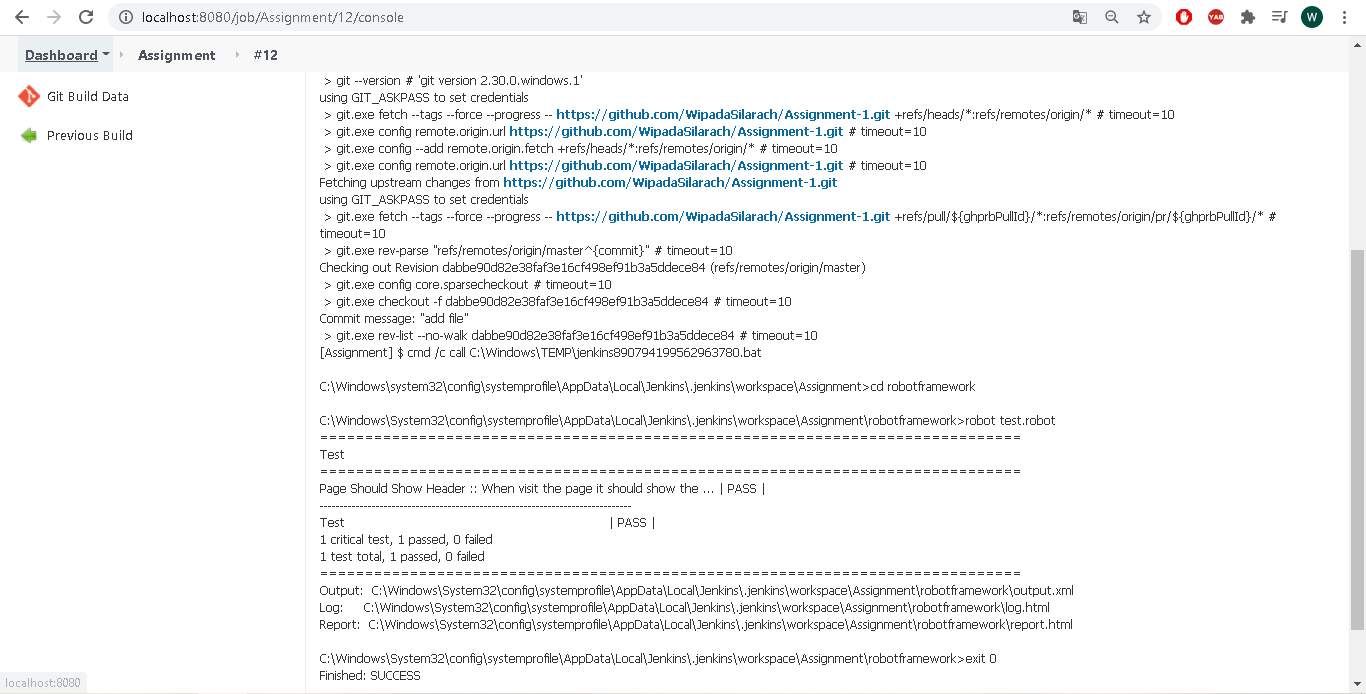 localhost:8080/job/Assignment/12/console
YAB
W
Dashboard
Assignment
#12
Git Build Data
Previous Build
> git --version # 'git version 2.30.0.windows.1'
using GIT_ASKPASS to set credentials
> git.exe fetch --tags --force --progress -- https://github.com/WipadaSilarach/Assignment-1.git +refs/heads/*:refs/remotes/origin/* # timeout=10
> git.exe config remote.origin.url https://github.com/WipadaSilarach/Assignment-1.git # timeout=10
> git.exe config --add remote.origin.fetch +refs/heads/*:refs/remotes/origin/* # timeout=10
> git.exe config remote.origin.url https://github.com/WipadaSilarach/Assignment-1.git # timeout=10
Fetching upstream changes from https://github.com/WipadaSilarach/Assignment-1.git
using GIT_ASKPASS to set credentials
> git.exe fetch --tags --force --progress -- https://github.com/WipadaSilarach/Assignment-1.git +refs/pull/${ghprbPullId}/*:refs/remotes/origin/pr/${ghprbPullId}/* #
timeout=10
> git.exe rev-parse "refs/remotes/origin/master^{commit}" # timeout=10
Checking out Revision dabbe90d82e38faf3e16cf498ef91b3a5ddece84 (refs/remotes/origin/master)
> git.exe config core.sparsecheckout # timeout=10
> git.exe checkout -f dabbe90d82e38faf3e16cf498ef91b3a5ddece84 # timeout=10
Commit message: "add file"
> git.exe rev-list --no-walk dabbe90d82e38faf3e16cf498ef91b3a5ddece84 # timeout=10
[Assignment] $ cmd /c call C:\Windows\TEMP\jenkins890794199562963780.bat
C:\Windows\system32\config\systemprofile\AppData\Local\Jenkins\.jenkins\workspace\Assignment>cd robotframework
C:\Windows\System32\config\systemprofile\AppData\Local\Jenkins\.jenkins\workspace\Assignment\robotframework>robot test.robot
==============================================================================
Test
==============================================================================
Page Should Show Header :: When visit the page it should show the ... | PASS |
------------------------------------------------------------------------------
Test | PASS |
1 critical test, 1 passed, 0 failed
1 test total, 1 passed, 0 failed
==============================================================================
Output: C:\Windows\System32\config\systemprofile\AppData\Local\Jenkins\.jenkins\workspace\Assignment\robotframework\output.xml
Log: C:\Windows\System32\config\systemprofile\AppData\Local\Jenkins\.jenkins\workspace\Assignment\robotframework\log.html
Report: C:\Windows\System32\config\systemprofile\AppData\Local\Jenkins\.jenkins\workspace\Assignment\robotframework\report.html
C:\Windows\System32\config\systemprofile\AppData\Local\Jenkins\.jenkins\workspace\Assignment\robotframework>exit 0
Finished: SUCCESS
localhost:8080